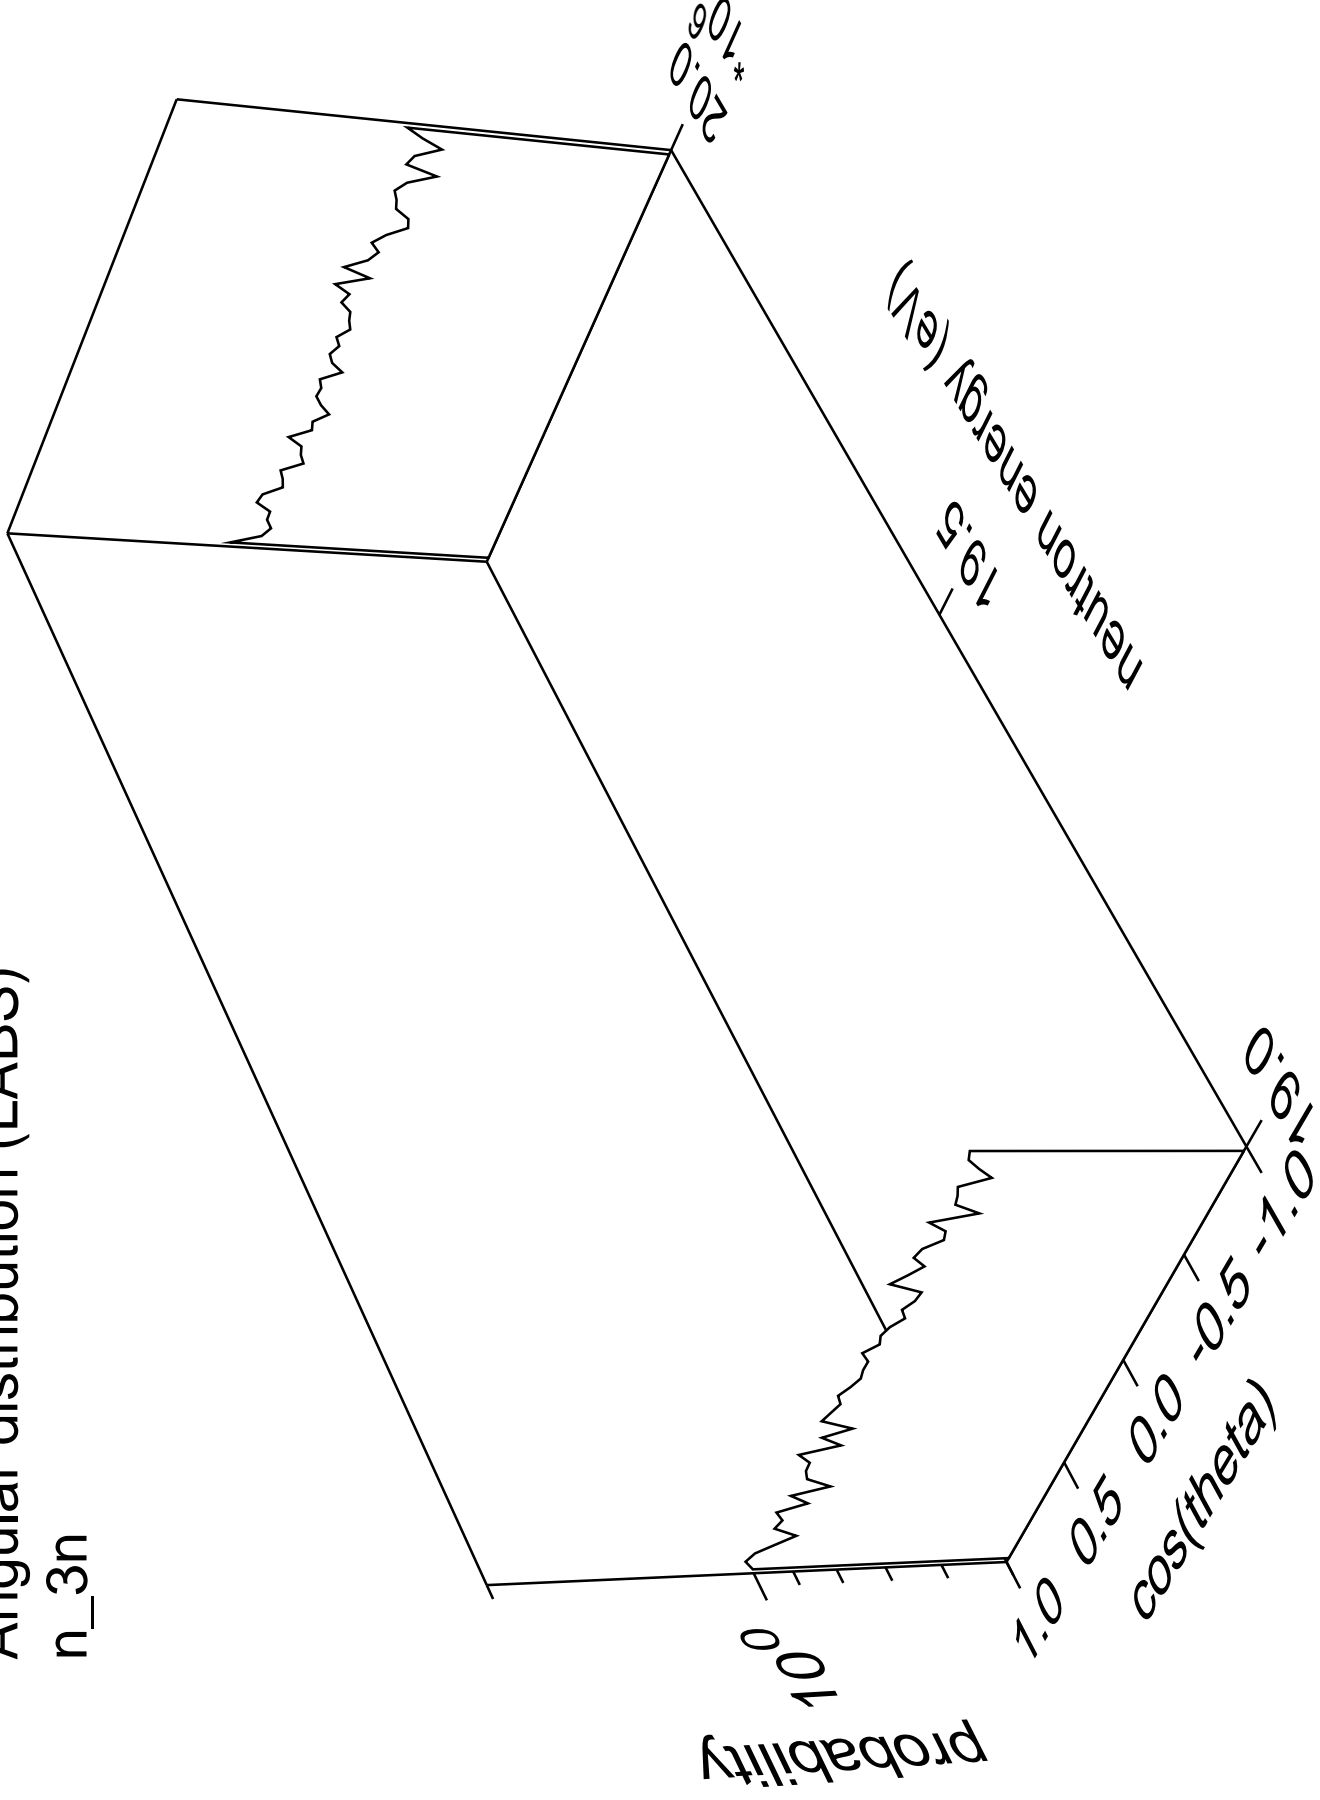 Angular distribution (LABS)
n_3n
probability
10^0
1.0
0.5
0.0
-0.5
-1.0
cos(theta)
19.0
19.5
20.0
*10^6
neutron energy (eV)